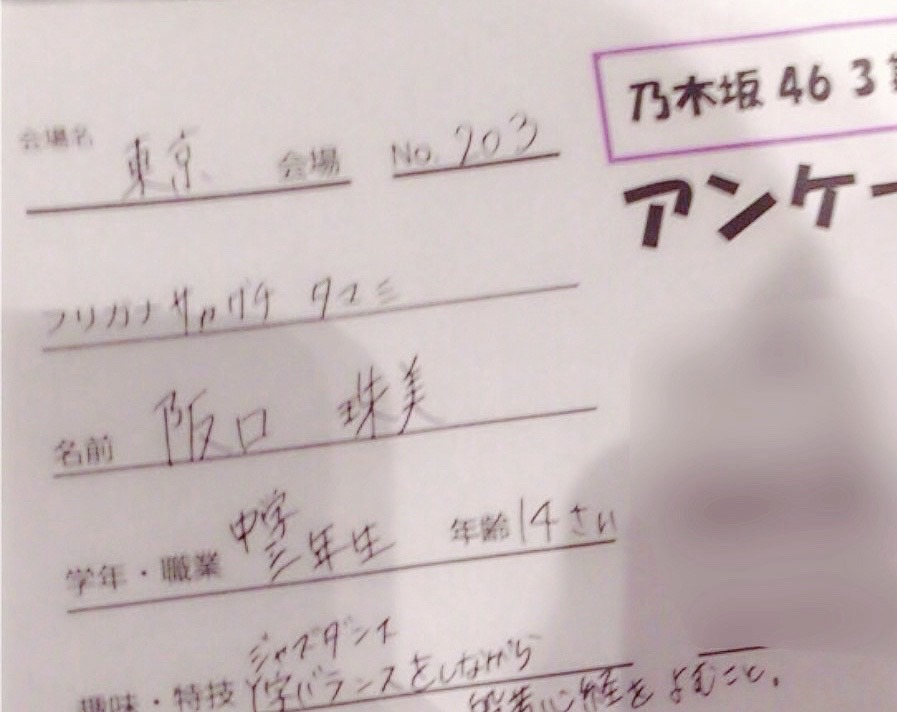 会場名 東京 会場 No. 203
乃木坂46 3
アンケー
フリガナ サカグチ タマミ
名前 阪口 珠美
学年・職業 中学三年生 年齢 14さい
ジャズダンス
趣味・特技 Y字バランスをしながら
般若心経を よむこと。